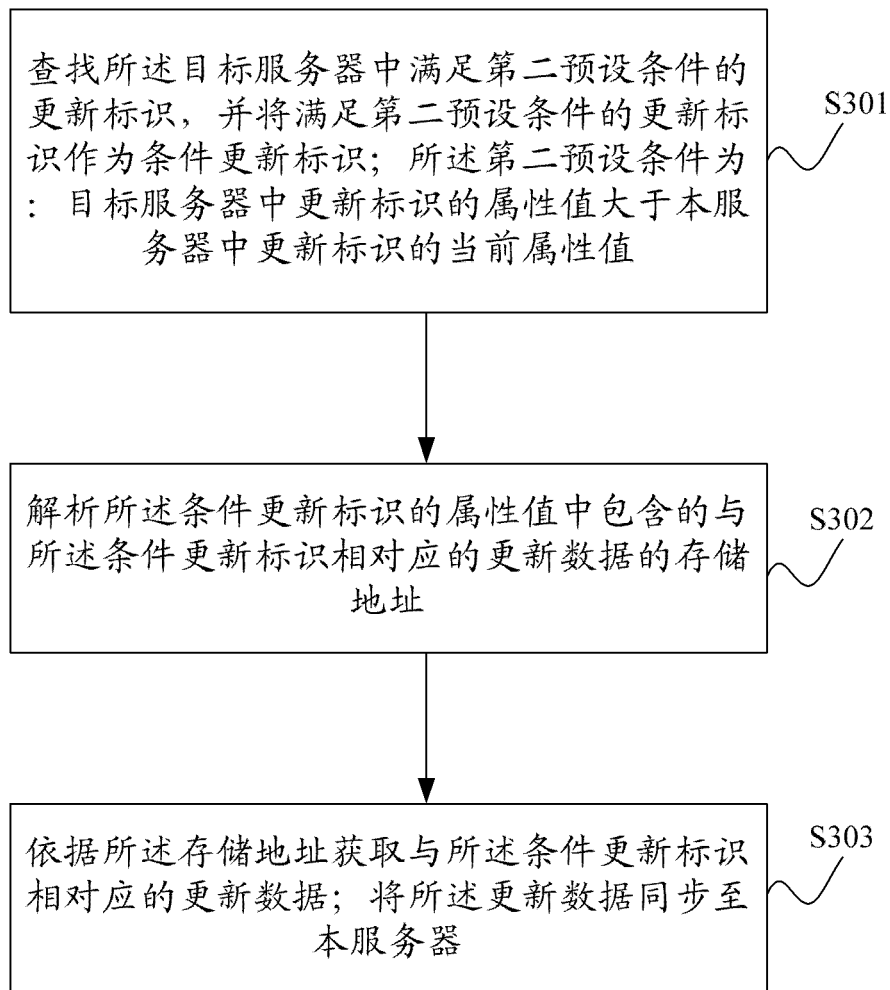 查找所述目标服务器中满足第二预设条件的
更新标识，并将满足第二预设条件的更新标
识作为条件更新标识；所述第二预设条件为
：目标服务器中更新标识的属性值大于本服
务器中更新标识的当前属性值
S301
解析所述条件更新标识的属性值中包含的与
所述条件更新标识相对应的更新数据的存储
地址
S302
依据所述存储地址获取与所述条件更新标识
相对应的更新数据；将所述更新数据同步至
本服务器
S303